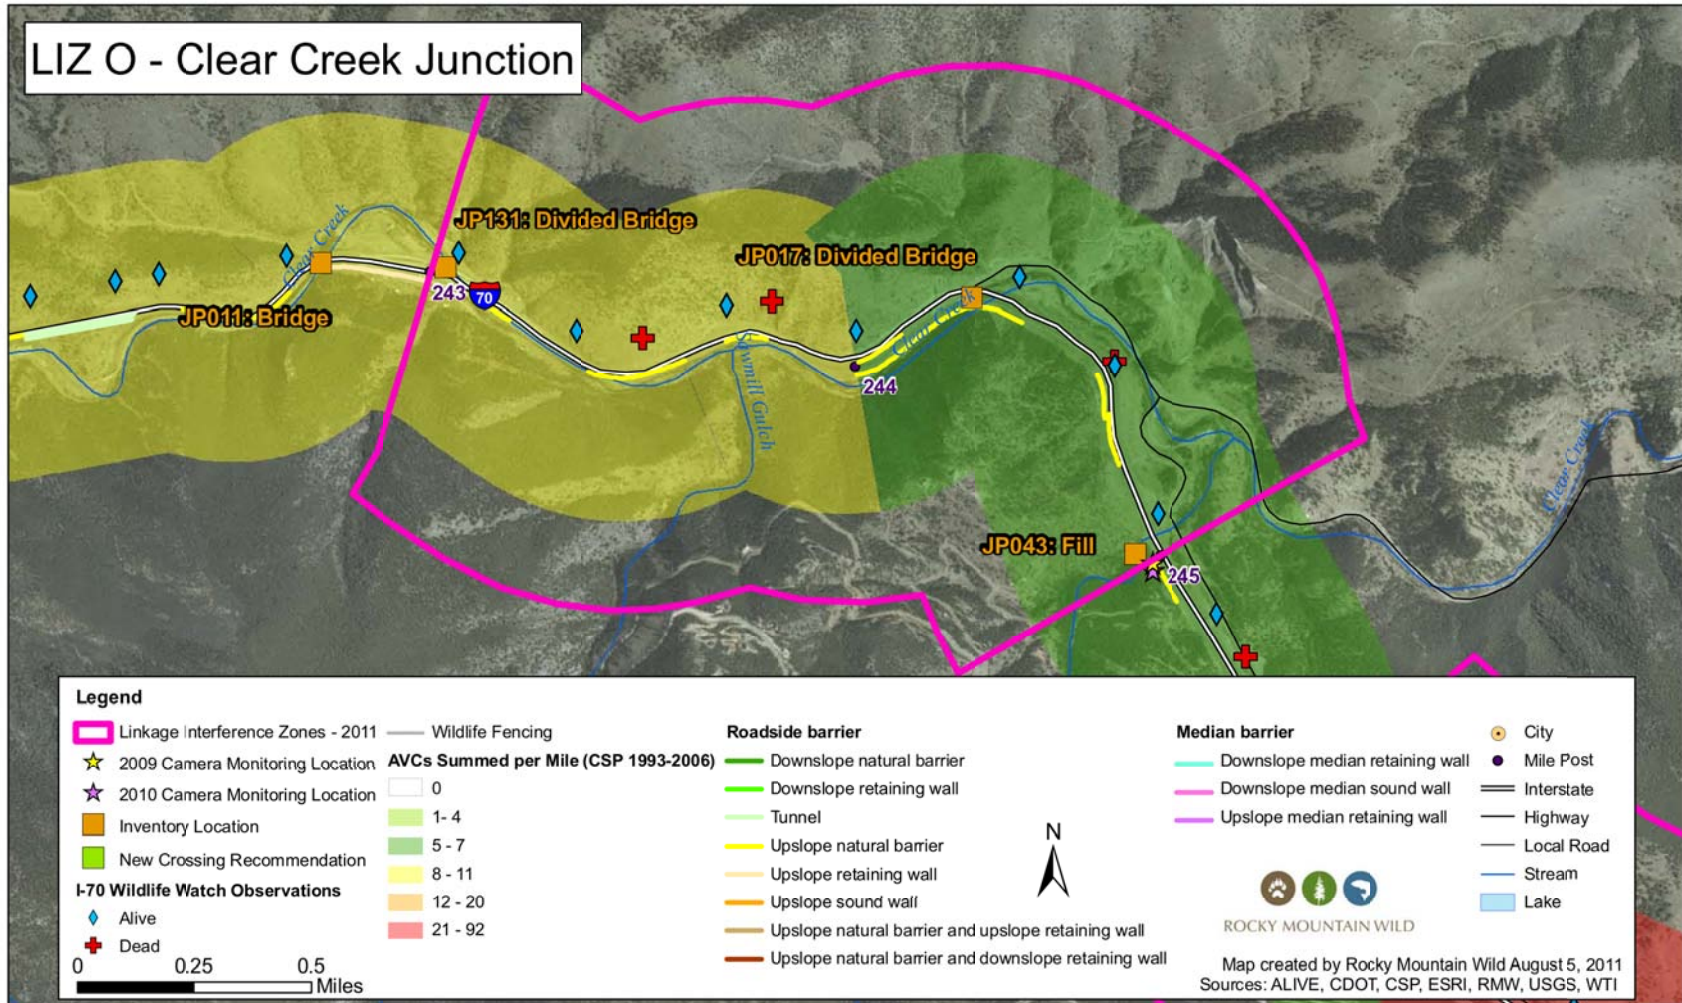 LIZ O - Clear Creek Junction
JP131: Divided Bridge
Clear Creek
JP017: Divided Bridge
243
70
JP011: Bridge
Clear Creek
Sawmill Gulch
244
Clear Creek
JP043: Fill
245
Legend
Linkage Interference Zones - 2011
2009 Camera Monitoring Location
2010 Camera Monitoring Location
Inventory Location
New Crossing Recommendation
I-70 Wildlife Watch Observations
Alive
Dead
0 0.25 0.5
Miles
Wildlife Fencing
AVCs Summed per Mile (CSP 1993-2006)
0
1- 4
5 - 7
8 - 11
12 - 20
21 - 92
Roadside barrier
Downslope natural barrier
Downslope retaining wall
Tunnel
Upslope natural barrier
Upslope retaining wall
Upslope sound wall
Upslope natural barrier and upslope retaining wall
Upslope natural barrier and downslope retaining wall
N
Median barrier
Downslope median retaining wall
Downslope median sound wall
Upslope median retaining wall
City
Mile Post
Interstate
Highway
Local Road
Stream
Lake
ROCKY MOUNTAIN WILD
Map created by Rocky Mountain Wild August 5, 2011
Sources: ALIVE, CDOT, CSP, ESRI, RMW, USGS, WTI